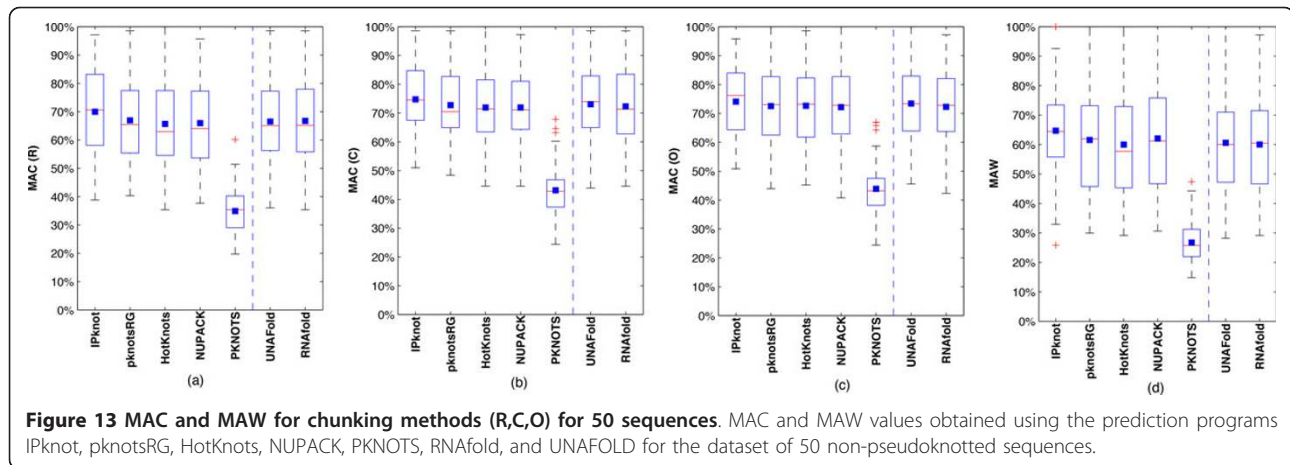 100%
90%
80%
70%
60%
50%
40%
30%
20%
10%
0%
MAC (R)
IPknot
pknotsRG
HotKnots
NUPACK
PKNOTS
UNAFold
RNAfold
(a)
100%
90%
80%
70%
60%
50%
40%
30%
20%
10%
0%
MAC (C)
IPknot
pknotsRG
HotKnots
NUPACK
PKNOTS
UNAFold
RNAfold
(b)
100%
90%
80%
70%
60%
50%
40%
30%
20%
10%
0%
MAC (O)
IPknot
pknotsRG
HotKnots
NUPACK
PKNOTS
UNAFold
RNAfold
(c)
100%
90%
80%
70%
60%
50%
40%
30%
20%
10%
0%
MAW
IPknot
pknotsRG
HotKnots
NUPACK
PKNOTS
UNAFold
RNAfold
(d)
Figure 13 MAC and MAW for chunking methods (R,C,O) for 50 sequences. MAC and MAW values obtained using the prediction programs
IPknot, pknotsRG, HotKnots, NUPACK, PKNOTS, RNAfold, and UNAFOLD for the dataset of 50 non-pseudoknotted sequences.